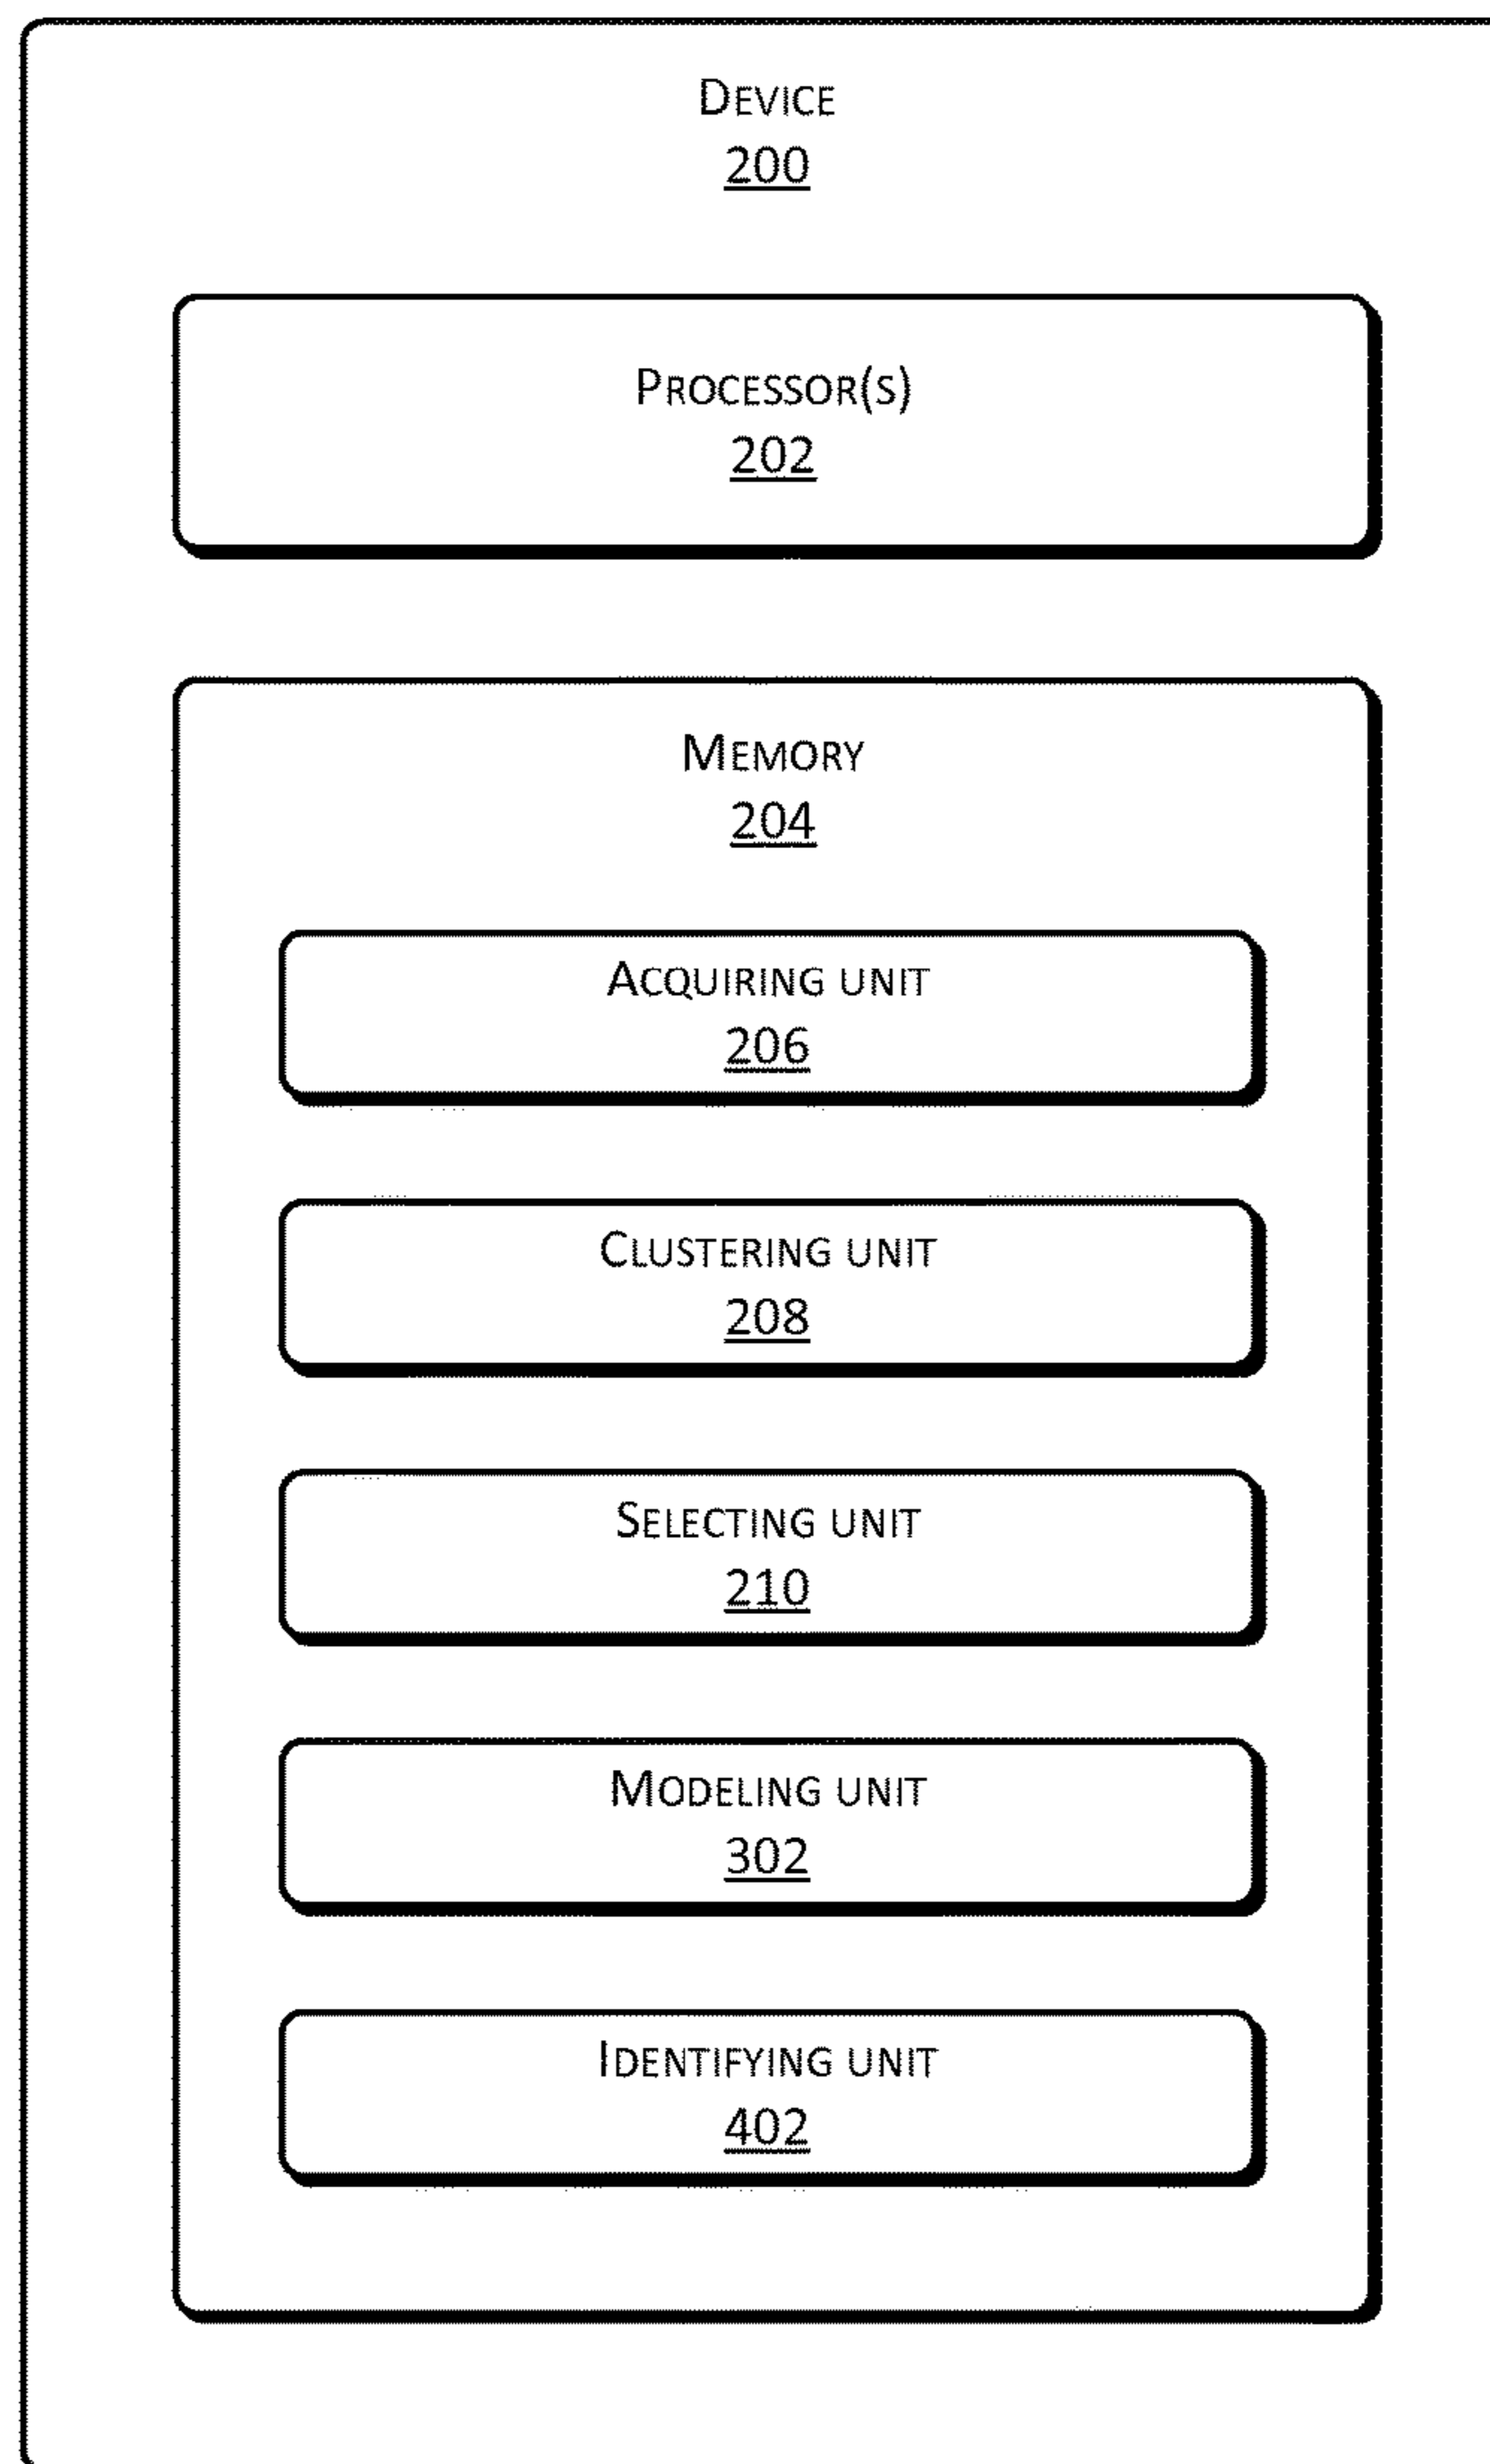 DEVICE
200
PROCESSOR(S)
202
MEMORY
204
ACQUIRING UNIT
206
CLUSTERING UNIT
208
SELECTING UNIT
210
MODELING UNIT
302
IDENTIFYING UNIT
402